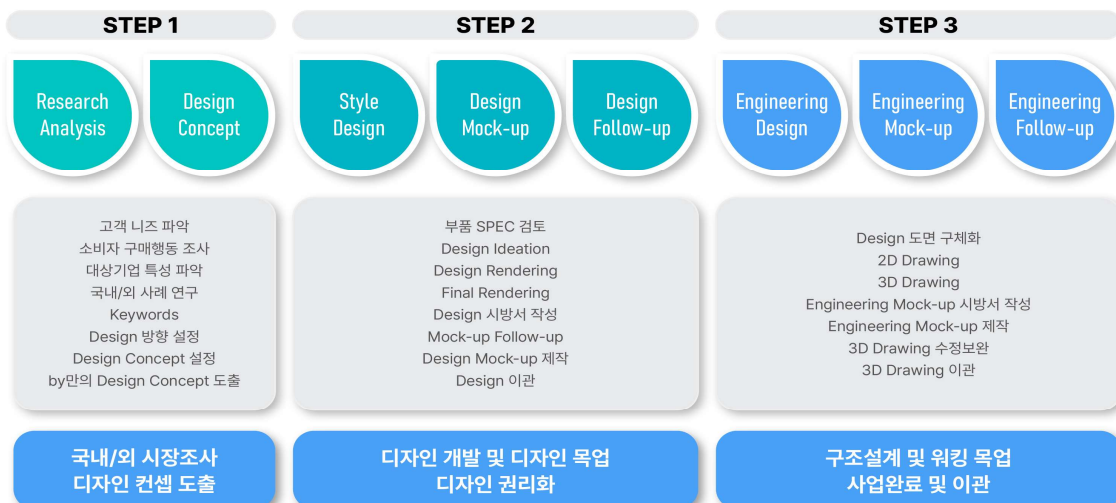 STEP 1
Research
Analysis
Design
Concept
고객 니즈 파악
소비자 구매행동 조사
대상기업 특성 파악
국내/외 사례 연구
Keywords
Design 방향 설정
Design Concept 설정
by만의 Design Concept 도출
국내/외 시장조사
디자인 컨셉 도출
STEP 2
Style
Design
Design
Mock-up
Design
Follow-up
부품 SPEC 검토
Design Ideation
Design Rendering
Final Rendering
Design 시방서 작성
Mock-up Follow-up
Design Mock-up 제작
Design 이관
디자인 개발 및 디자인 목업
디자인 권리화
STEP 3
Engineering
Design
Engineering
Mock-up
Engineering
Follow-up
Design 도면 구체화
2D Drawing
3D Drawing
Engineering Mock-up 시방서 작성
Engineering Mock-up 제작
3D Drawing 수정보완
3D Drawing 이관
구조설계 및 워킹 목업
사업완료 및 이관